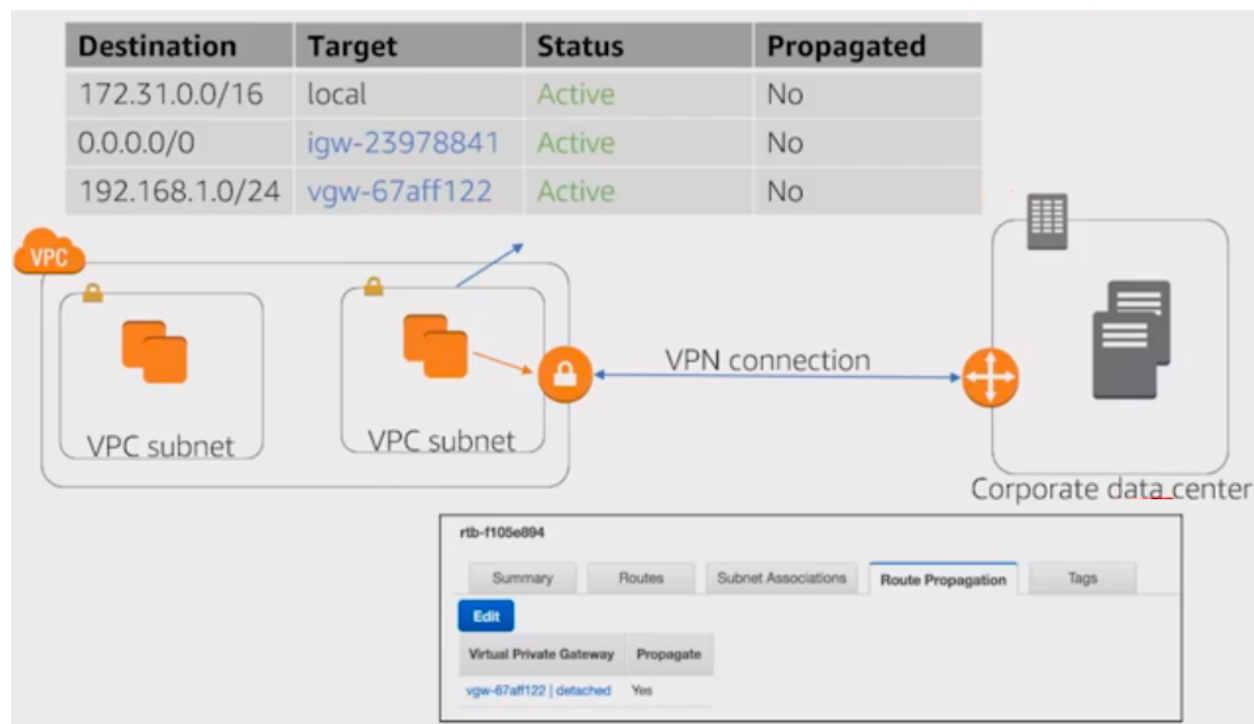 Destination Target Status Propagated
172.31.0.0/16 local Active No
0.0.0.0/0 igw-23978841 Active No
192.168.1.0/24 vgw-67aff122 Active No
VPC
VPN connection
VPC subnet
VPC subnet
Corporate data center
rtb-f105e894
Summary Routes Subnet Associations Route Propagation Tags
Edit
Virtual Private Gateway Propagate
vgw-67aff122 | detached Yes